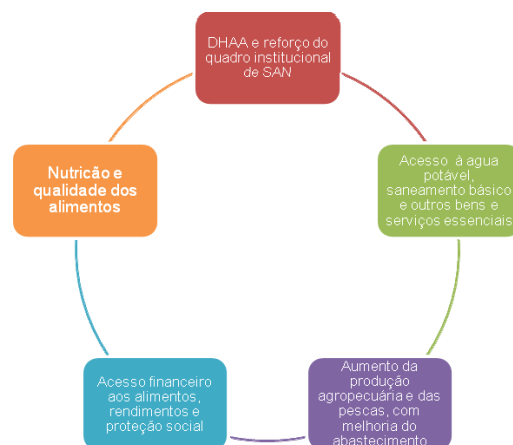 DHAA e reforço do
quadro institucional
de SAN
Acesso à agua
potável,
saneamento básico
e outros bens e
serviços essenciais
Aumento da
produção
agropecuária e das
pescas, com
melhoria do
abastecimento
Acesso financeiro
aos alimentos,
rendimentos e
proteção social
Nutricão e
qualidade dos
alimentos